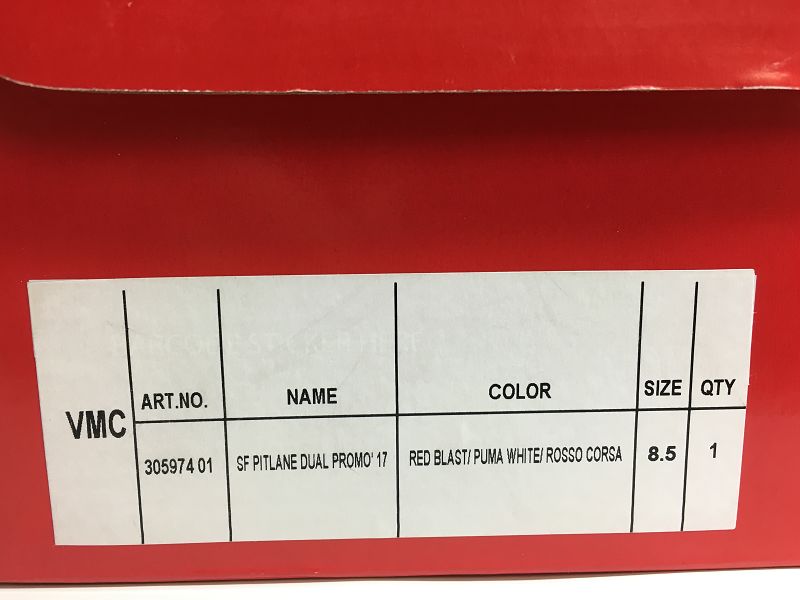 VMC
ART.NO. NAME COLOR SIZE QTY
305974 01 SF PITLANE DUAL PROMO' 17 RED BLAST/ PUMA WHITE/ ROSSO CORSA 8.5 1